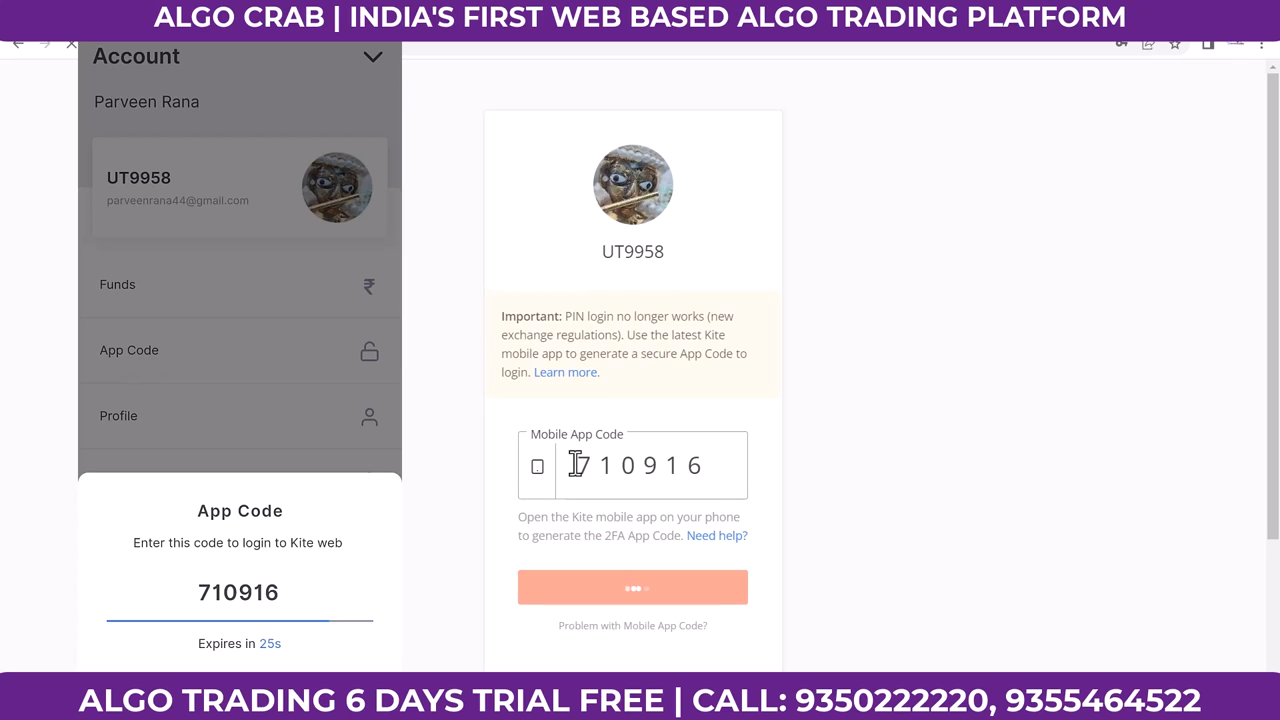 ALGO CRAB | INDIA'S FIRST WEB BASED ALGO TRADING PLATFORM
Account
Parveen Rana
UT9958
parveenrana44@gmail.com
Funds
App Code
Profile
App Code
Enter this code to login to Kite web
710916
Expires in 25s
UT9958
Important: PIN login no longer works (new
exchange regulations). Use the latest Kite
mobile app to generate a secure App Code to
login. Learn more.
Mobile App Code
710916
Open the Kite mobile app on your phone
to generate the 2FA App Code. Need help?
Problem with Mobile App Code?
ALGO TRADING 6 DAYS TRIAL FREE | CALL: 9350222220, 9355464522